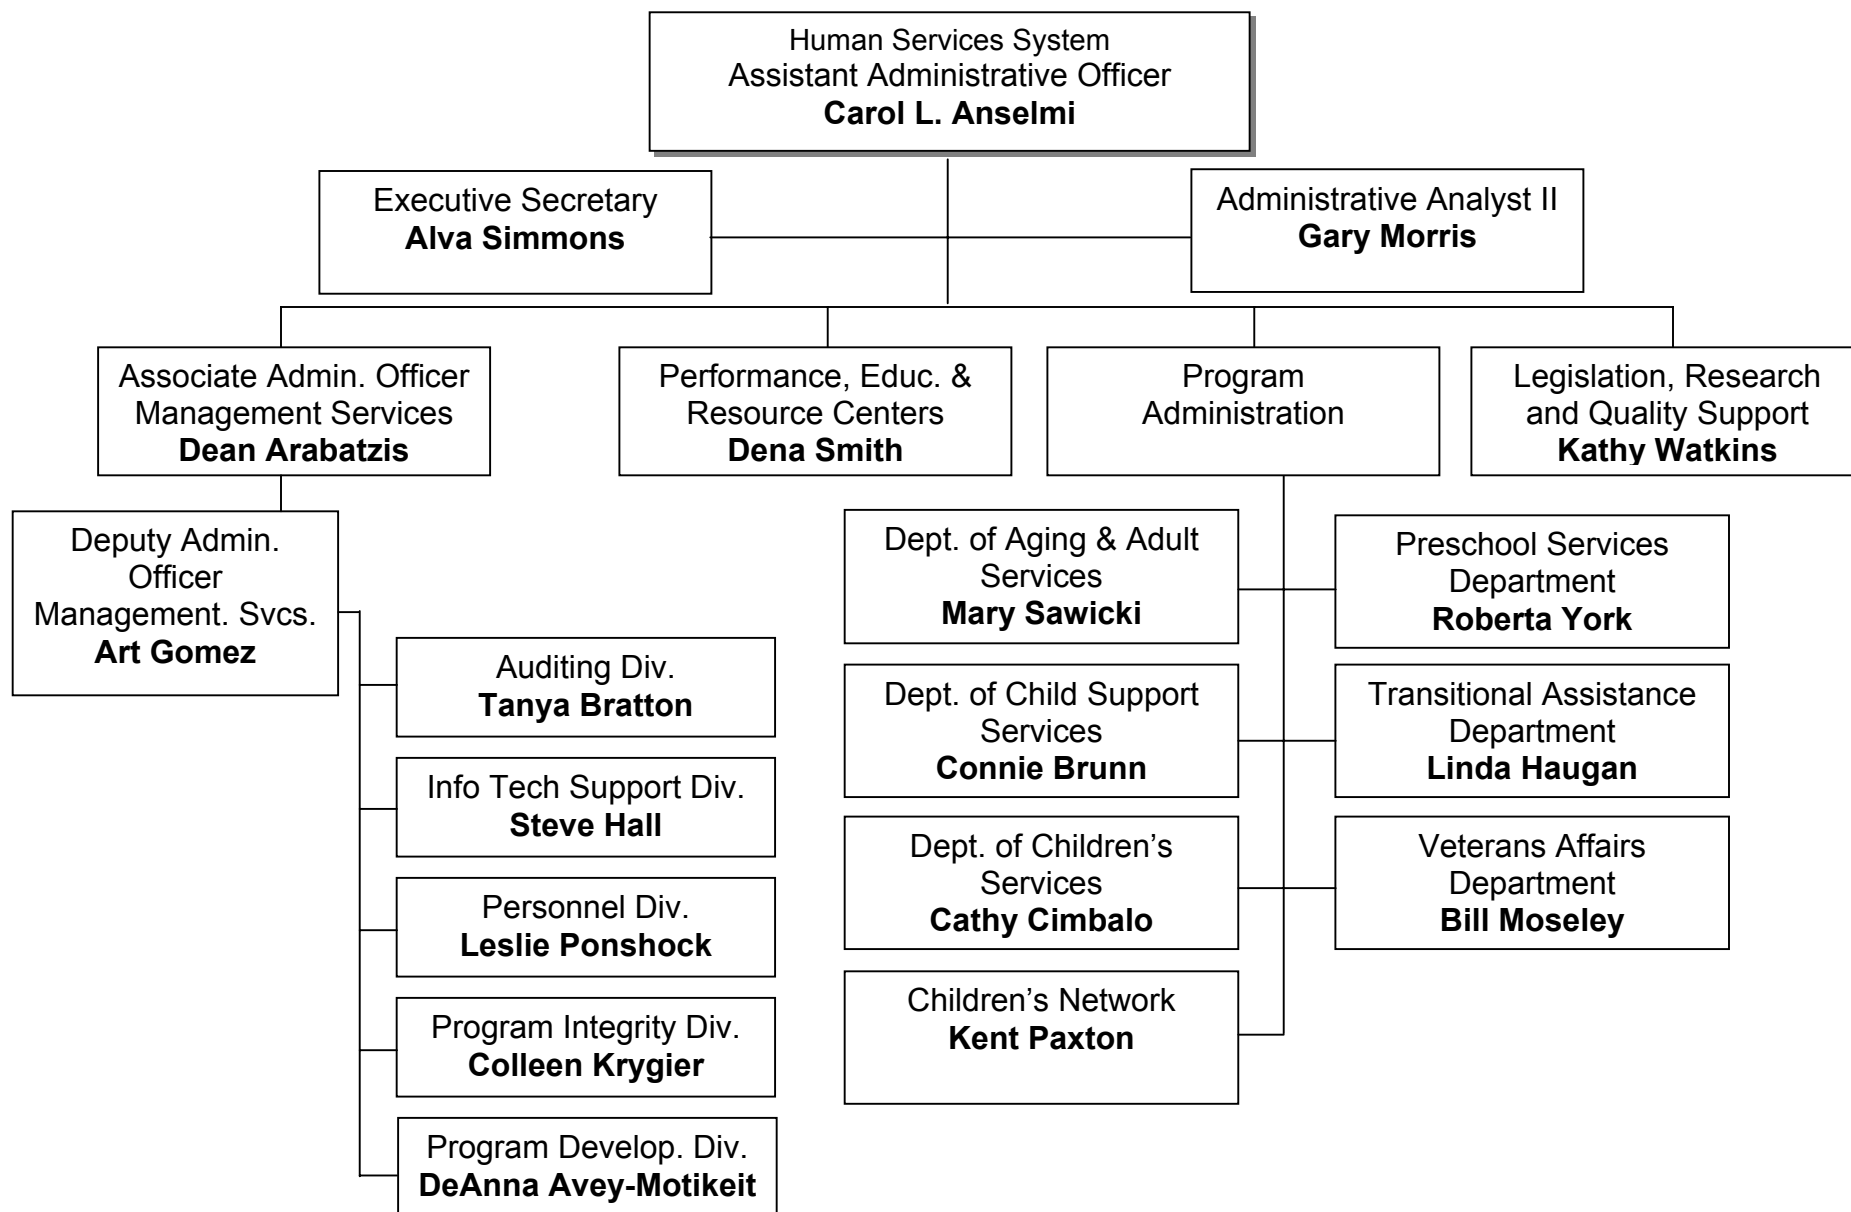 Human Services System
Assistant Administrative Officer
Carol L. Anselmi
Executive Secretary
Alva Simmons
Administrative Analyst II
Gary Morris
Associate Admin. Officer
Management Services
Dean Arabatzis
Performance, Educ. &
Resource Centers
Dena Smith
Program
Administration
Legislation, Research
and Quality Support
Kathy Watkins
Deputy Admin.
Officer
Management. Svcs.
Art Gomez
Auditing Div.
Tanya Bratton
Info Tech Support Div.
Steve Hall
Personnel Div.
Leslie Ponshock
Program Integrity Div.
Colleen Krygier
Program Develop. Div.
DeAnna Avey-Motikeit
Dept. of Aging & Adult
Services
Mary Sawicki
Preschool Services
Department
Roberta York
Dept. of Child Support
Services
Connie Brunn
Transitional Assistance
Department
Linda Haugan
Dept. of Children’s
Services
Cathy Cimbalo
Veterans Affairs
Department
Bill Moseley
Children’s Network
Kent Paxton